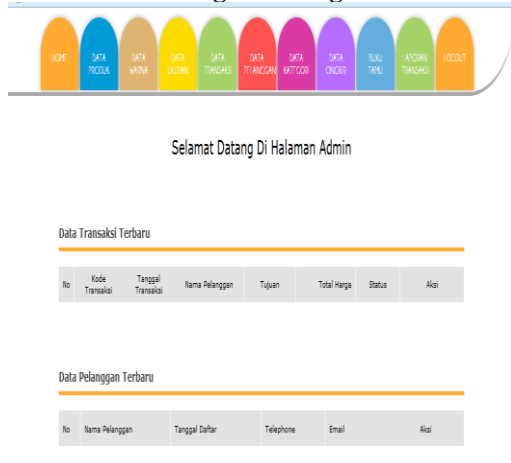 HOME
DATA PRODUK
DATA WARNA
DATA UKURAN
DATA TRANSAKSI
DATA PELANGGAN
DATA KATEGORI
DATA ONGKIR
BUKU TAMU
LAPORAN TRANSAKSI
LOGOUT
Selamat Datang Di Halaman Admin
Data Transaksi Terbaru
No Kode Transaksi Tanggal Transaksi Nama Pelanggan Tujuan Total Harga Status Aksi
Data Pelanggan Terbaru
No Nama Pelanggan Tanggal Daftar Telephone Email Aksi